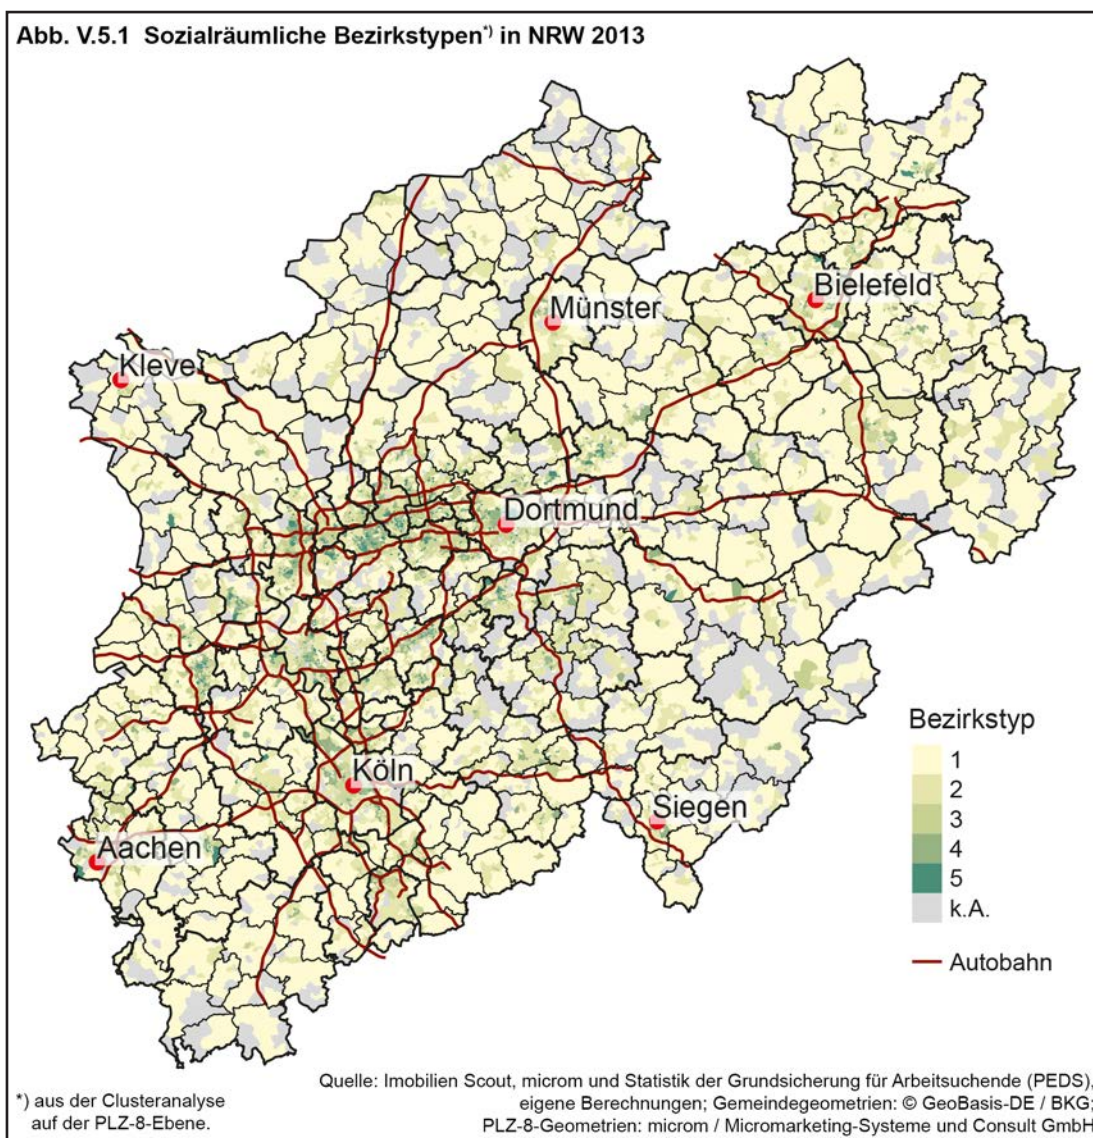 Abb. V.5.1 Sozialräumliche Bezirkstypen*) in NRW 2013
Bielefeld
Münster
Kleve
Dortmund
Köln
Siegen
Aachen
Bezirkstyp
1
2
3
4
5
k.A.
Autobahn
*) aus der Clusteranalyse
auf der PLZ-8-Ebene.
Quelle: Imobilien Scout, microm und Statistik der Grundsicherung für Arbeitsuchende (PEDS),
eigene Berechnungen; Gemeindegeometrien: © GeoBasis-DE / BKG;
PLZ-8-Geometrien: microm / Micromarketing-Systeme und Consult GmbH